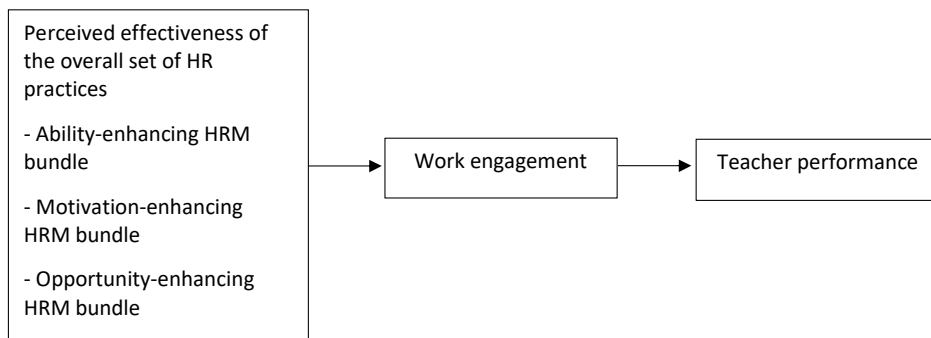 Perceived effectiveness of
the overall set of HR
practices
- Ability-enhancing HRM
bundle
- Motivation-enhancing
HRM bundle
- Opportunity-enhancing
HRM bundle
Work engagement
Teacher performance